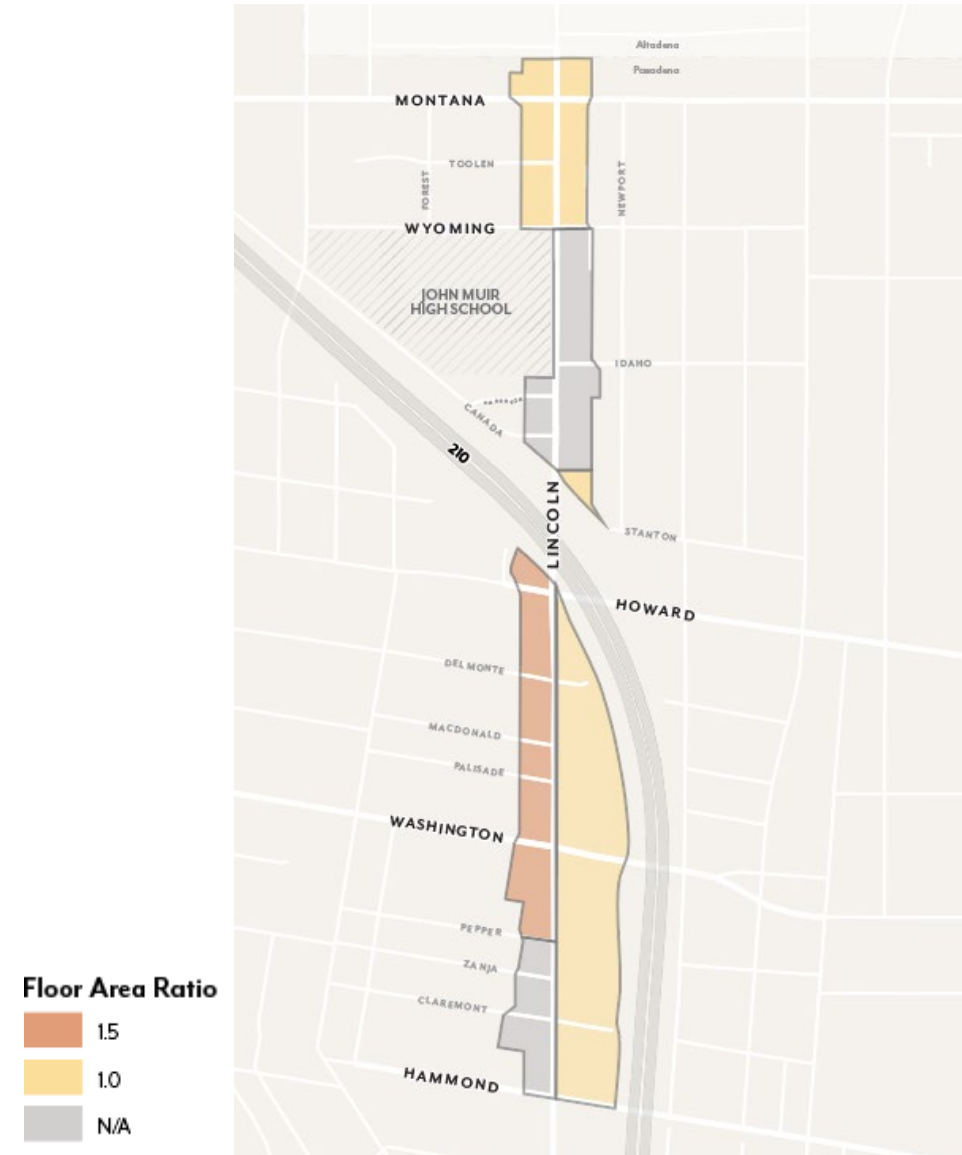 Altadena
Pasadena
MONTANA
TOOLEN
FOREST
NEWPORT
WYOMING
JOHN MUIR
HIGH SCHOOL
IDAHO
CANADA
210
LINCOLN
STANTON
HOWARD
DEL MONTE
MACDONALD
PALISADE
WASHINGTON
PEPPER
ZANJA
CLAREMONT
HAMMOND
Floor Area Ratio
1.5
1.0
N/A